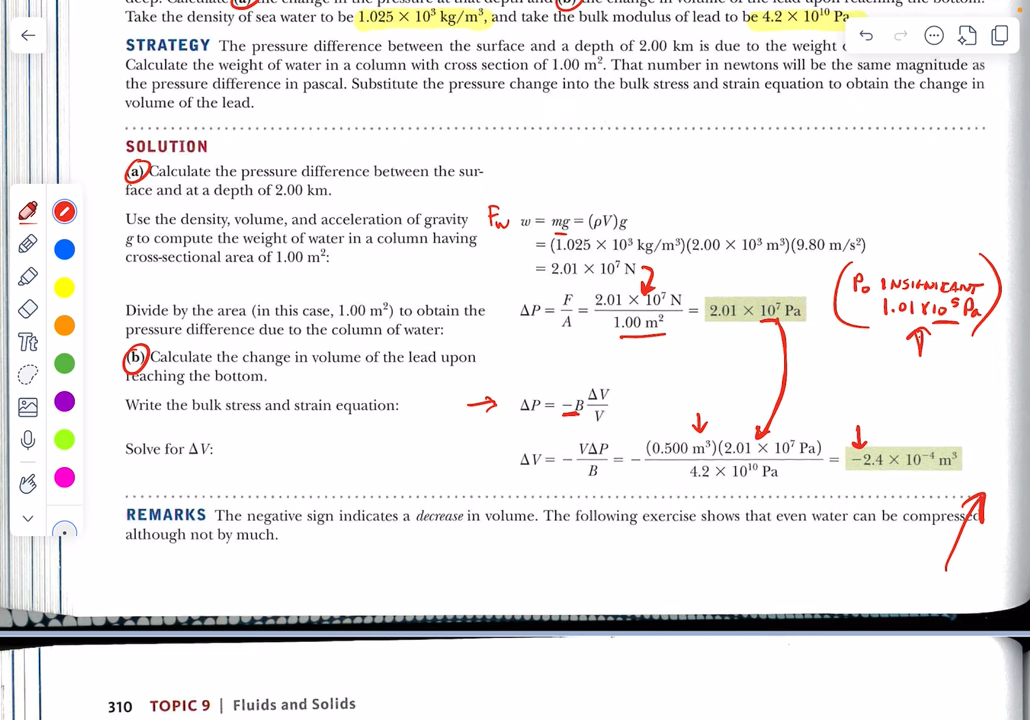 Take the density of sea water to be 1.025 × 10³ kg/m³, and take the bulk modulus of lead to be 4.2 × 10¹⁰ Pa
STRATEGY The pressure difference between the surface and a depth of 2.00 km is due to the weight
Calculate the weight of water in a column with cross section of 1.00 m². That number in newtons will be the same magnitude as
the pressure difference in pascal. Substitute the pressure change into the bulk stress and strain equation to obtain the change in
volume of the lead.
SOLUTION
(a) Calculate the pressure difference between the sur-
face and at a depth of 2.00 km.
Use the density, volume, and acceleration of gravity
g to compute the weight of water in a column having
cross-sectional area of 1.00 m²:
Fw w = mg = (ρV)g
= (1.025 × 10³ kg/m³)(2.00 × 10³ m³)(9.80 m/s²)
= 2.01 × 10⁷ N
Divide by the area (in this case, 1.00 m²) to obtain the
pressure difference due to the column of water:
ΔP = F/A = 2.01 × 10⁷ N / 1.00 m² = 2.01 × 10⁷ Pa
(P₀ INSIGNIFICANT
1.01 × 10⁵ Pa)
(b) Calculate the change in volume of the lead upon
reaching the bottom.
Write the bulk stress and strain equation:
→ ΔP = −B ΔV/V
Solve for ΔV:
ΔV = − VΔP/B = − (0.500 m³)(2.01 × 10⁷ Pa) / 4.2 × 10¹⁰ Pa = −2.4 × 10⁻⁴ m³
REMARKS The negative sign indicates a decrease in volume. The following exercise shows that even water can be compressed
although not by much.
310 TOPIC 9 | Fluids and Solids
Tt